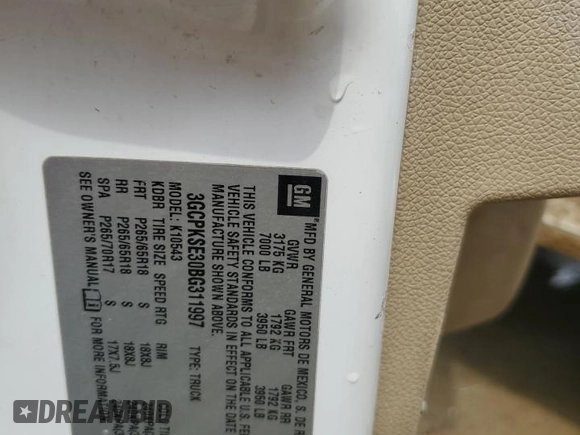 GM
MFD BY GENERAL MOTORS DE MEXICO, S. DE R
GVWR GAWR FRT GAWR RR
3175 KG 1792 KG 1792 KG
7000 LB 3950 LB 3950 LB
THIS VEHICLE CONFORMS TO ALL APPLICABLE U.S. FE
VEHICLE SAFETY STANDARDS IN EFFECT ON THE DATE
MANUFACTURE SHOWN ABOVE.
3GCPKSE30BG311997 TYPE: TRUCK
MODEL: K10543
KDBR TIRE SIZE SPEED RTG RIM
FRT P265/65R18 S 18X8J
RR P265/65R18 S 18X8J
SPA P265/70R17 S 17X7.5J
SEE OWNER'S MANUAL FOR MORE INFORMA
DREAMBID